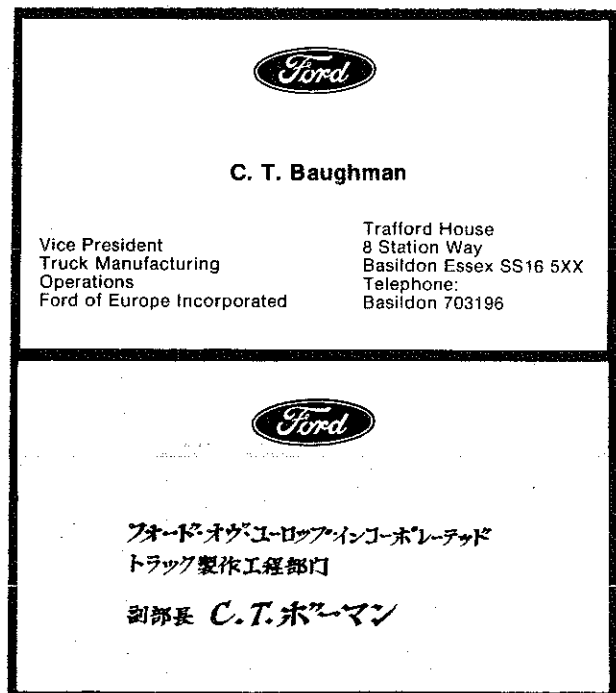 Ford
C. T. Baughman
Vice President
Truck Manufacturing
Operations
Ford of Europe Incorporated
Trafford House
8 Station Way
Basildon Essex SS16 5XX
Telephone:
Basildon 703196
Ford
フォード・オヴ・ユーロップ・インコーポレーテッド
トラック製作工程部門
副部長 C.T.ボーマン